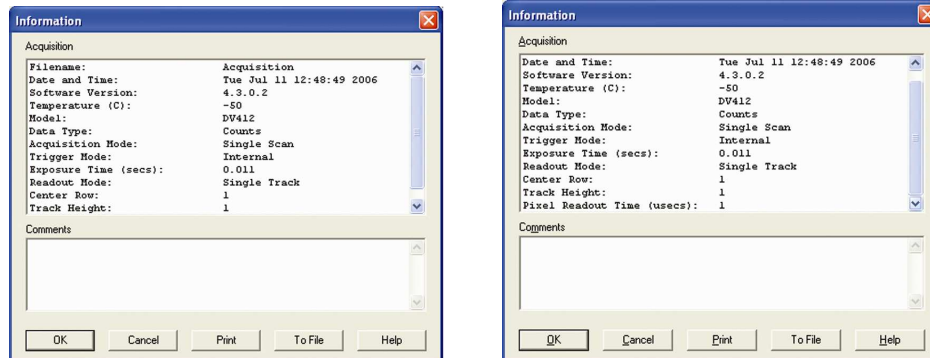 Information
Acquisition
Filename: Acquisition
Date and Time: Tue Jul 11 12:48:49 2006
Software Version: 4.3.0.2
Temperature (C): -50
Model: DV412
Data Type: Counts
Acquisition Mode: Single Scan
Trigger Mode: Internal
Exposure Time (secs): 0.011
Readout Mode: Single Track
Center Row: 1
Track Height: 1
Comments
OK Cancel Print To File Help
Information
Acquisition
Date and Time: Tue Jul 11 12:48:49 2006
Software Version: 4.3.0.2
Temperature (C): -50
Model: DV412
Data Type: Counts
Acquisition Mode: Single Scan
Trigger Mode: Internal
Exposure Time (secs): 0.011
Readout Mode: Single Track
Center Row: 1
Track Height: 1
Pixel Readout Time (usecs): 1
Comments
OK Cancel Print To File Help